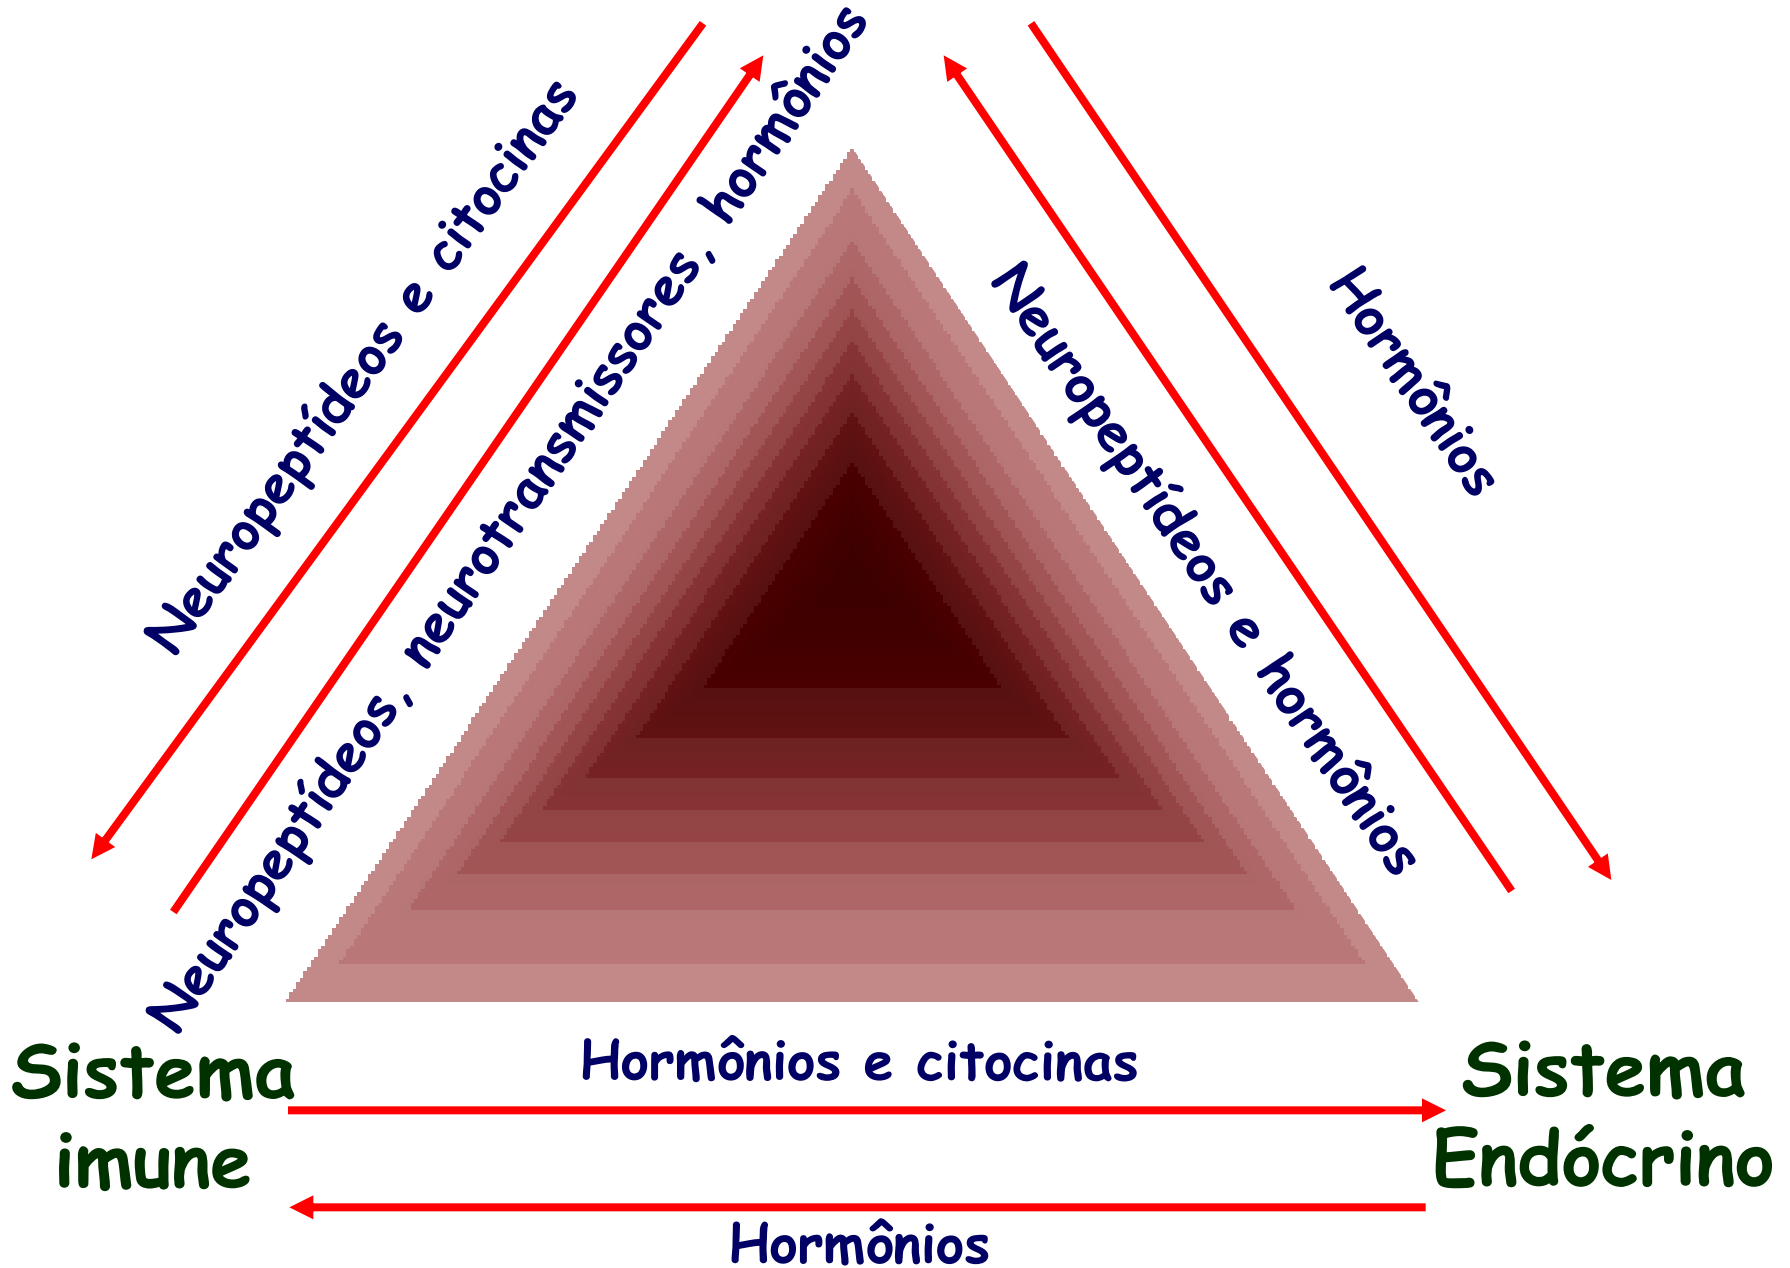 Neuropeptídeos e citocinas
Neuropeptídeos, neurotransmissores, hormônios
Neuropeptídeos e hormônios
Hormônios
Sistema
imune
Hormônios e citocinas
Sistema
Endócrino
Hormônios